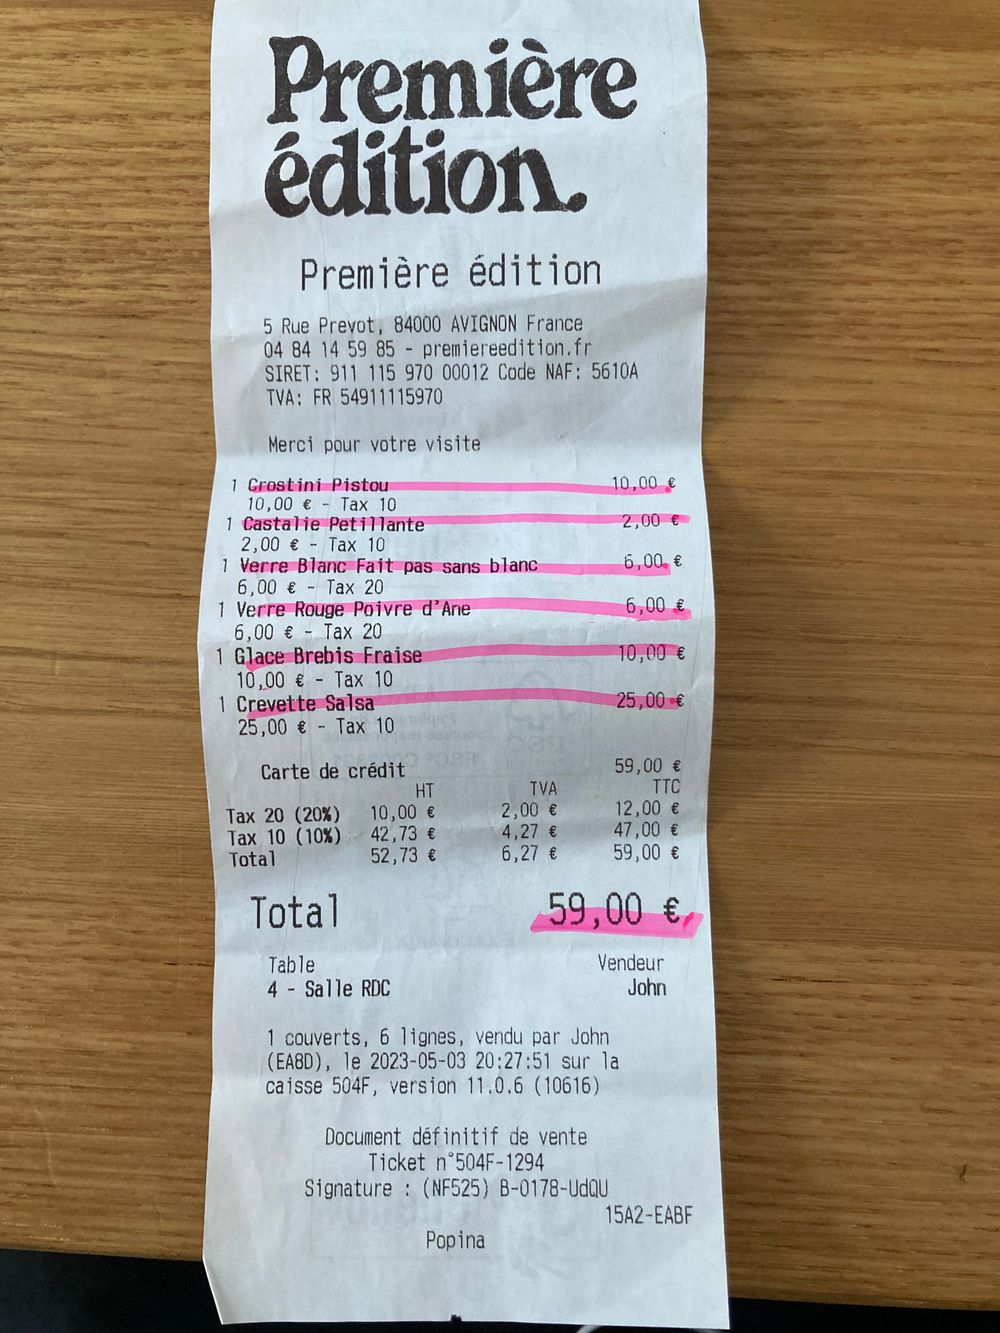 Première
édition.
Première édition
5 Rue Prevot, 84000 AVIGNON France
04 84 14 59 85 - premiereedition.fr
SIRET: 911 115 970 00012 Code NAF: 5610A
TVA: FR 54911115970
Merci pour votre visite
1 Crostini Pistou 10,00 €
10,00 € - Tax 10
1 Castalie Petillante 2,00 €
2,00 € - Tax 10
1 Verre Blanc Fait pas sans blanc 6,00 €
6,00 € - Tax 20
1 Verre Rouge Poivre d'Ane 6,00 €
6,00 € - Tax 20
1 Glace Brebis Fraise 10,00 €
10,00 € - Tax 10
1 Crevette Salsa 25,00 €
25,00 € - Tax 10
Carte de crédit 59,00 €
HT TVA TTC
Tax 20 (20%) 10,00 € 2,00 € 12,00 €
Tax 10 (10%) 42,73 € 4,27 € 47,00 €
Total 52,73 € 6,27 € 59,00 €
Total 59,00 €
Table Vendeur
4 - Salle RDC John
1 couverts, 6 lignes, vendu par John
(EA8D), le 2023-05-03 20:27:51 sur la
caisse 504F, version 11.0.6 (10616)
Document définitif de vente
Ticket n°504F-1294
Signature : (NF525) B-0178-UdQU
15A2-EABF
Popina